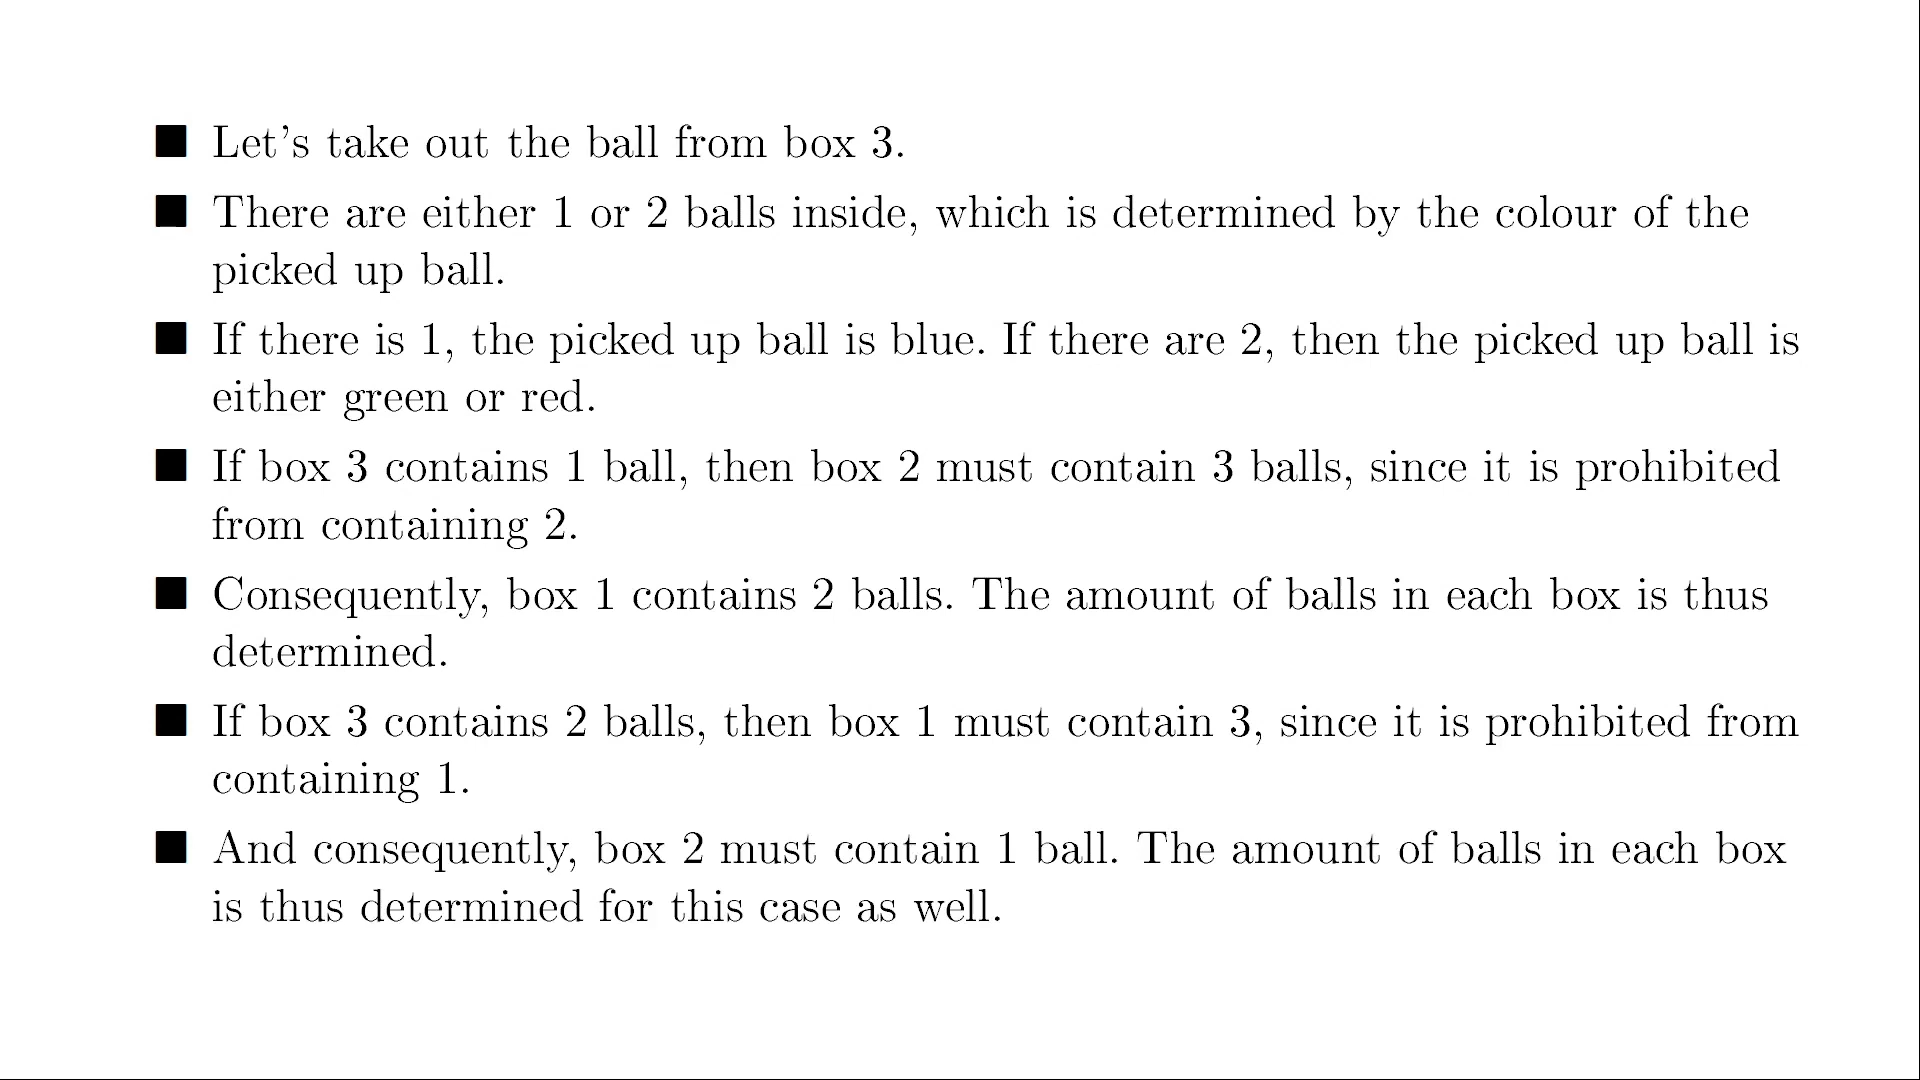 ■ Let's take out the ball from box 3.
■ There are either 1 or 2 balls inside, which is determined by the colour of the
picked up ball.
■ If there is 1, the picked up ball is blue. If there are 2, then the picked up ball is
either green or red.
■ If box 3 contains 1 ball, then box 2 must contain 3 balls, since it is prohibited
from containing 2.
■ Consequently, box 1 contains 2 balls. The amount of balls in each box is thus
determined.
■ If box 3 contains 2 balls, then box 1 must contain 3, since it is prohibited from
containing 1.
■ And consequently, box 2 must contain 1 ball. The amount of balls in each box
is thus determined for this case as well.